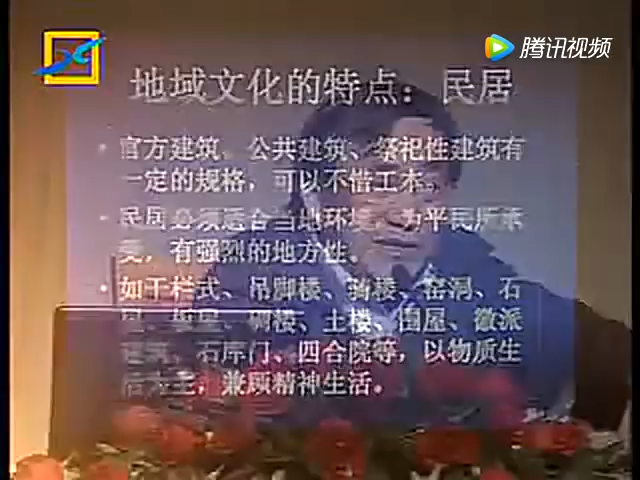 腾讯视频
地域文化的特点：民居
• 官方建筑、公共建筑、祭祀性建筑有
一定的规格，可以不惜工本。
• 民居必须适合当地环境，为平民所承
受，有强烈的地方性。
• 如干栏式、吊脚楼、骑楼、窑洞、石
屋、板屋、碉楼、土楼、围屋、徽派
建筑、石库门、四合院等，以物质生
活为主，兼顾精神生活。